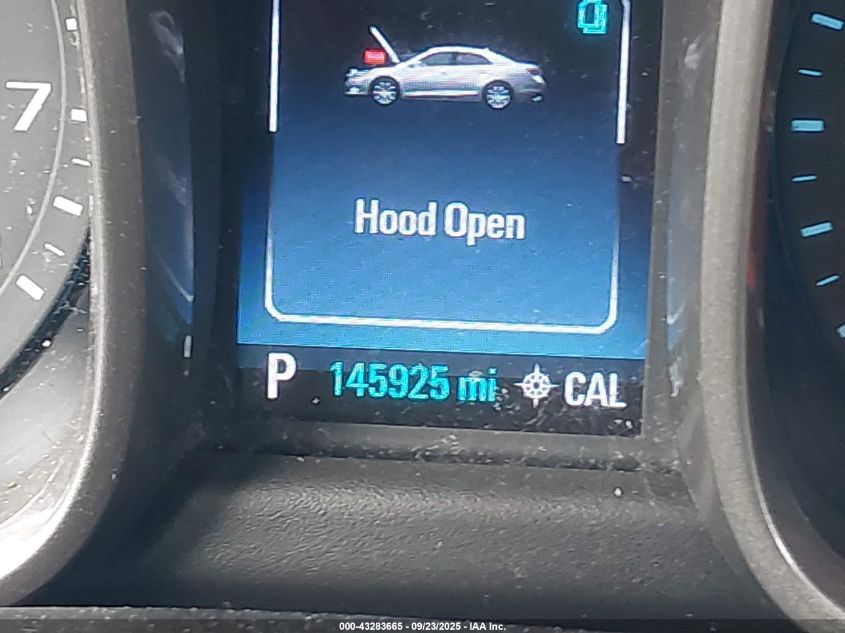 7
Hood Open
P 145925 mi CAL
000-43283665 - 09/23/2025 - IAA Inc.